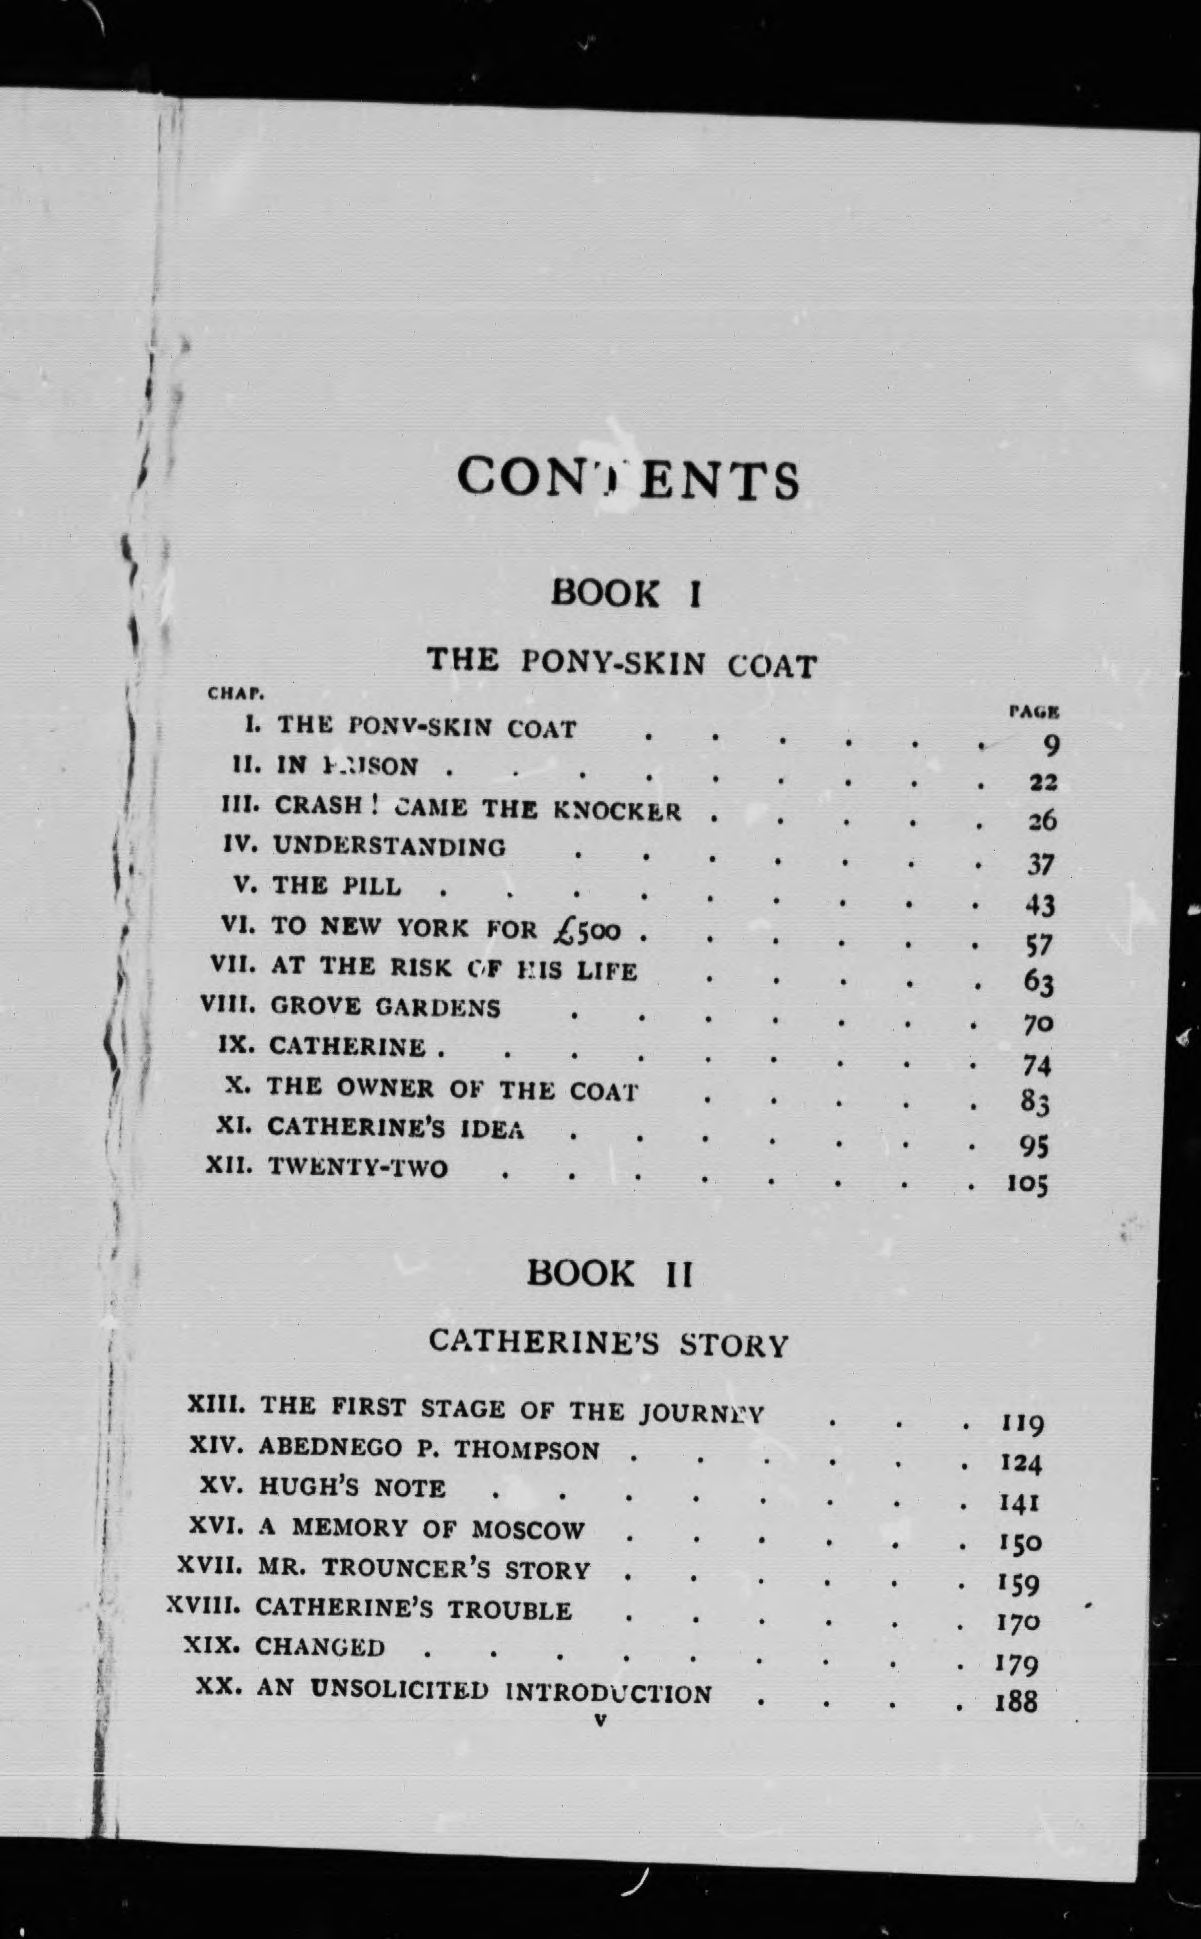 CONTENTS
BOOK I
THE PONY-SKIN COAT
CHAP. PAGE
I. THE PONY-SKIN COAT . . . . . . 9
II. IN PRISON . . . . . . . . . 22
III. CRASH! CAME THE KNOCKER . . . . . 26
IV. UNDERSTANDING . . . . . . . 37
V. THE PILL . . . . . . . . . 43
VI. TO NEW YORK FOR £500 . . . . . . 57
VII. AT THE RISK OF HIS LIFE . . . . . 63
VIII. GROVE GARDENS . . . . . . . 70
IX. CATHERINE . . . . . . . . . 74
X. THE OWNER OF THE COAT . . . . . 83
XI. CATHERINE'S IDEA . . . . . . . 95
XII. TWENTY-TWO . . . . . . . . 105
BOOK II
CATHERINE'S STORY
XIII. THE FIRST STAGE OF THE JOURNEY . . . 119
XIV. ABEDNEGO P. THOMPSON . . . . . . 124
XV. HUGH'S NOTE . . . . . . . . 141
XVI. A MEMORY OF MOSCOW . . . . . . 150
XVII. MR. TROUNCER'S STORY . . . . . . 159
XVIII. CATHERINE'S TROUBLE . . . . . . 170
XIX. CHANGED . . . . . . . . . 179
XX. AN UNSOLICITED INTRODUCTION . . . . 188
v